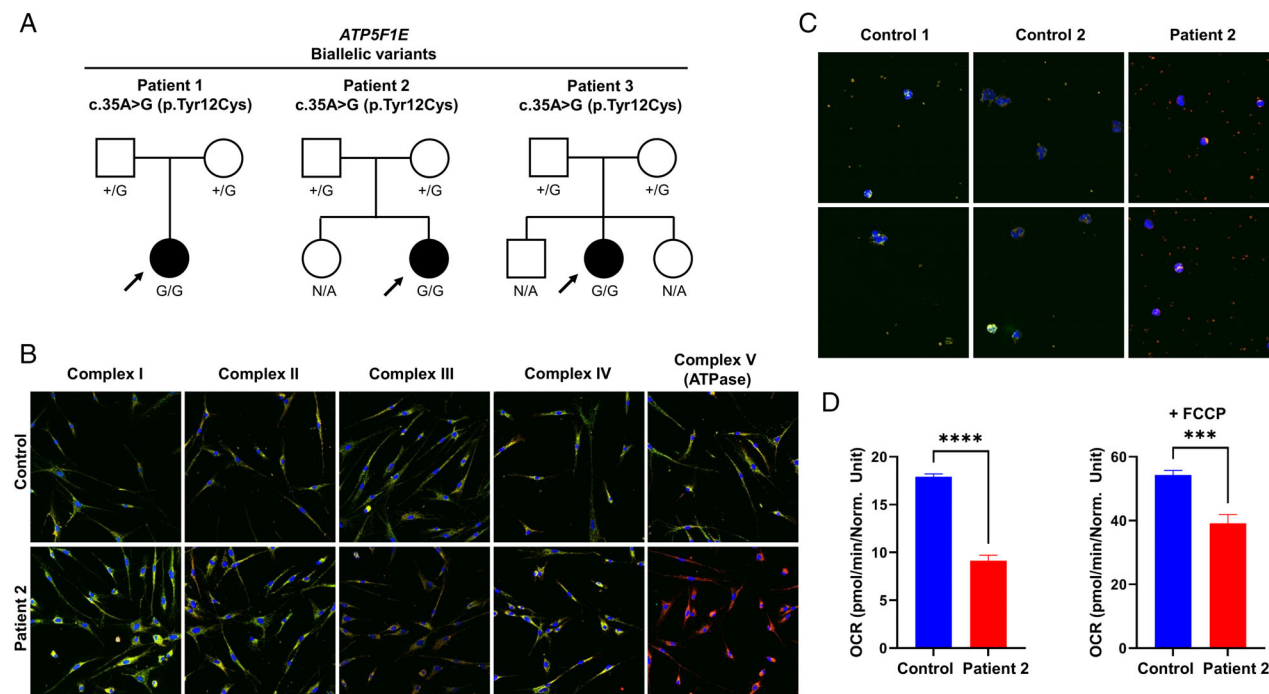 A
ATP5F1E
Biallelic variants
Patient 1
c.35A>G (p.Tyr12Cys)
Patient 2
c.35A>G (p.Tyr12Cys)
Patient 3
c.35A>G (p.Tyr12Cys)
+/G
+/G
+/G
+/G
+/G
+/G
G/G
N/A
G/G
N/A
G/G
N/A
B
Complex I
Complex II
Complex III
Complex IV
Complex V
(ATPase)
Control
Patient 2
C
Control 1
Control 2
Patient 2
D
****
OCR (pmol/min/Norm. Unit)
20
15
10
5
0
Control
Patient 2
+ FCCP
***
OCR (pmol/min/Norm. Unit)
60
40
20
0
Control
Patient 2